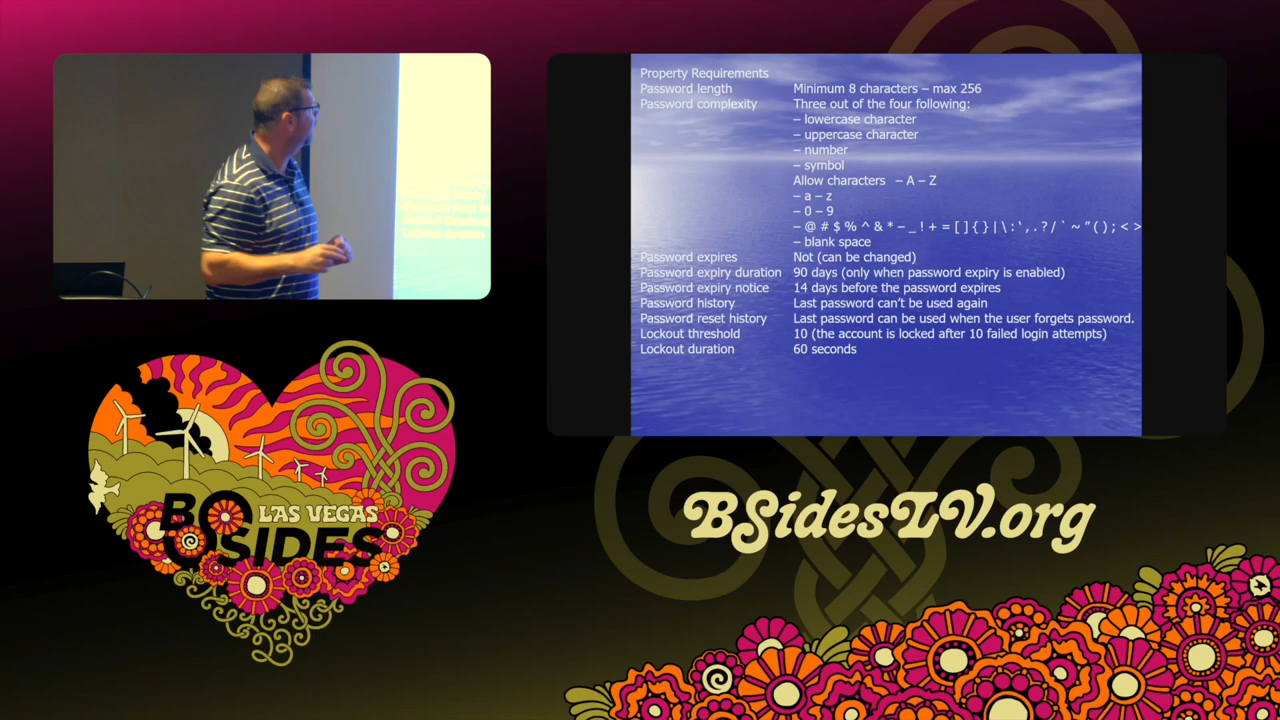 Property Requirements
Password length Minimum 8 characters – max 256
Password complexity Three out of the four following:
– lowercase character
– uppercase character
– number
– symbol
Allow characters – A – Z
– a – z
– 0 – 9
– @ # $ % ^ & * – _ ! + = [ ] { } | \ : ‘ , . ? / ` ~ " ( ) ; < >
– blank space
Password expires Not (can be changed)
Password expiry duration 90 days (only when password expiry is enabled)
Password expiry notice 14 days before the password expires
Password history Last password can’t be used again
Password reset history Last password can be used when the user forgets password.
Lockout threshold 10 (the account is locked after 10 failed login attempts)
Lockout duration 60 seconds
LAS VEGAS
BSIDES
BSidesLV.org